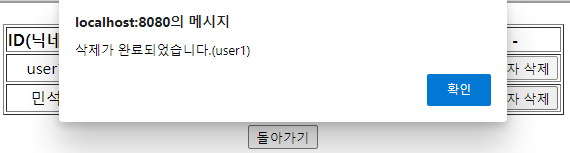 localhost:8080의 메시지
삭제가 완료되었습니다.(user1)
확인
ID(닉네 -
user 자 삭제
민석 자 삭제
돌아가기